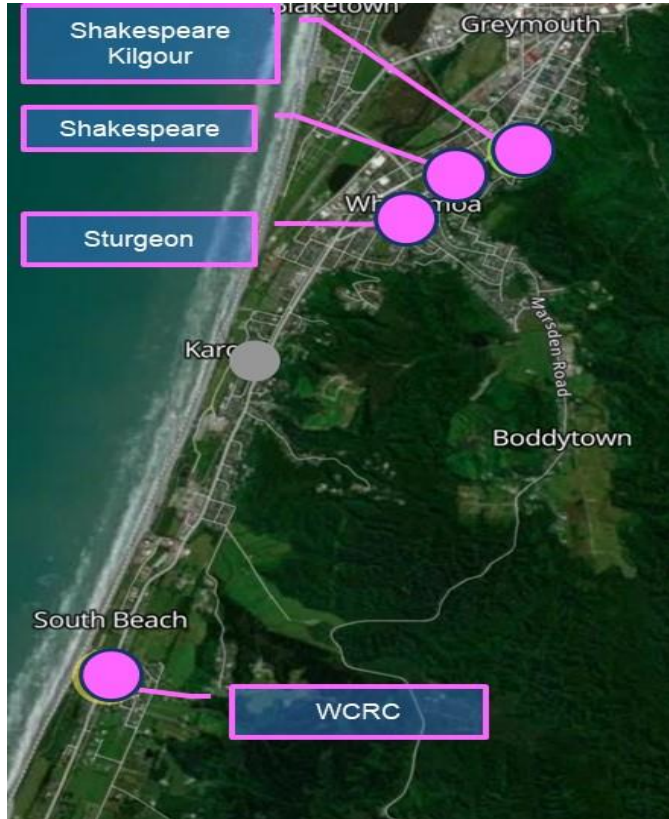 Greymouth
Shakespeare
Kilgour
Shakespeare
Sturgeon
Marsden Road
Boddytown
South Beach
WCRC